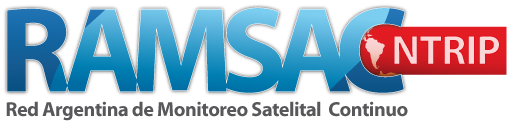 RAMSAC NTRIP
Red Argentina de Monitoreo Satelital Continuo